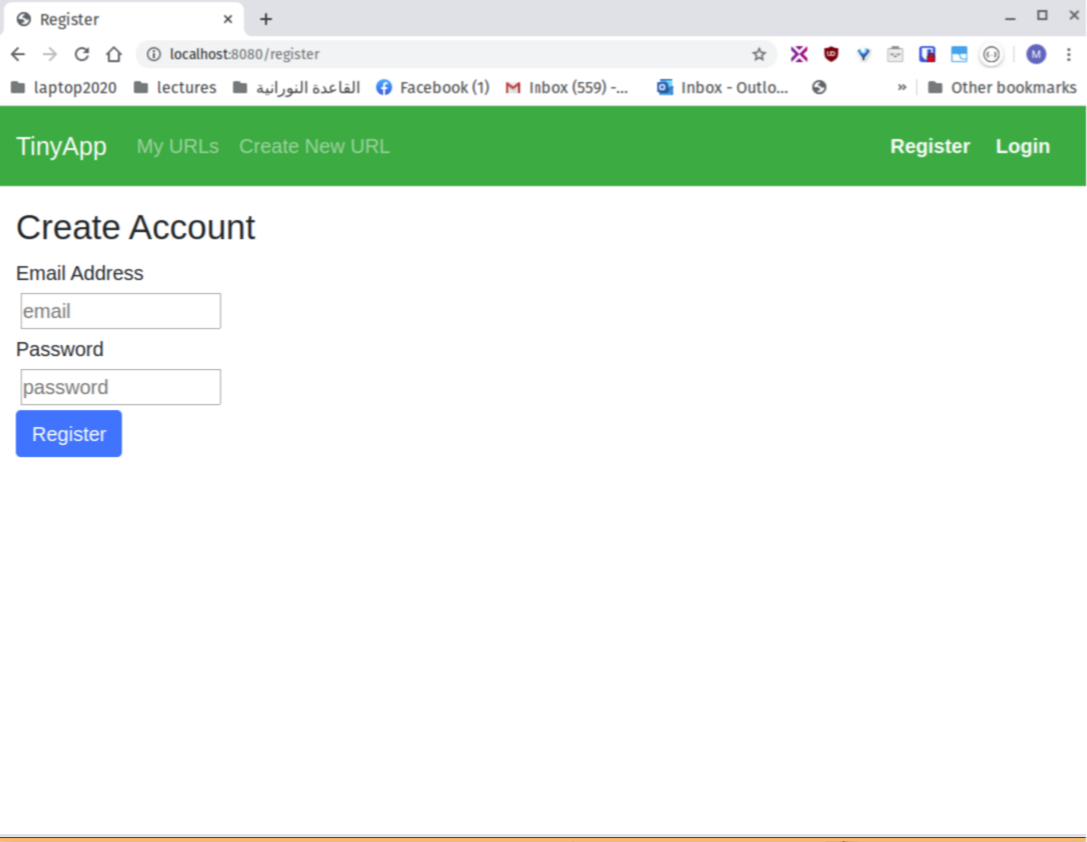 Register
localhost:8080/register
M
laptop2020 lectures القاعدة النورانية Facebook (1) Inbox (559) -... Inbox - Outlo... » Other bookmarks
TinyApp My URLs Create New URL Register Login
Create Account
Email Address
email
Password
password
Register